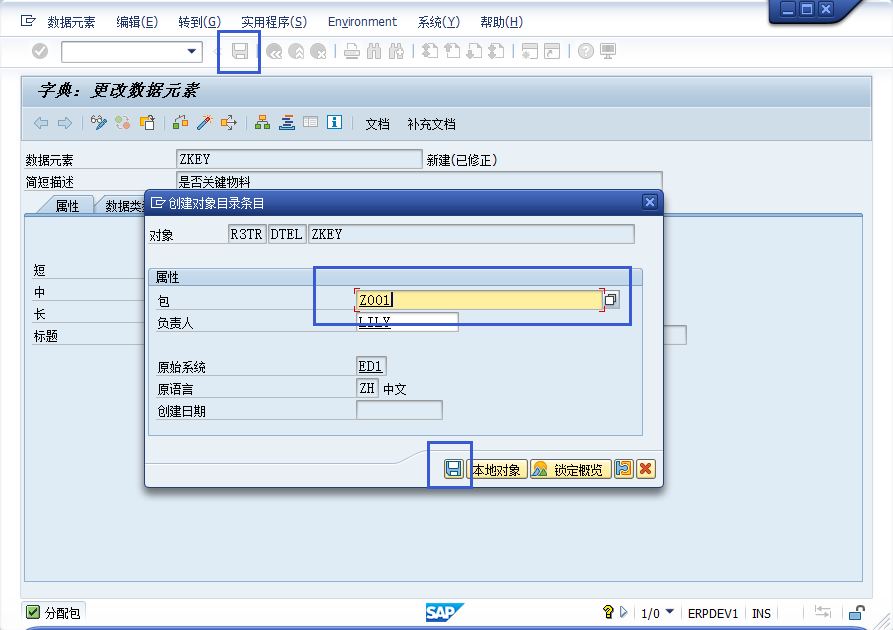 数据元素 编辑(E) 转到(G) 实用程序(S) Environment 系统(Y) 帮助(H)
字典：更改数据元素
文档 补充文档
数据元素 ZKEY 新建(已修正)
简短描述 是否关键物料
属性 数据类
创建对象目录条目
对象 R3TR DTEL ZKEY
属性
包 Z001
负责人 LILY
原始系统 ED1
原语言 ZH 中文
创建日期
本地对象 锁定概览
短
中
长
标题
分配包 SAP 1/0 ERPDEV1 INS